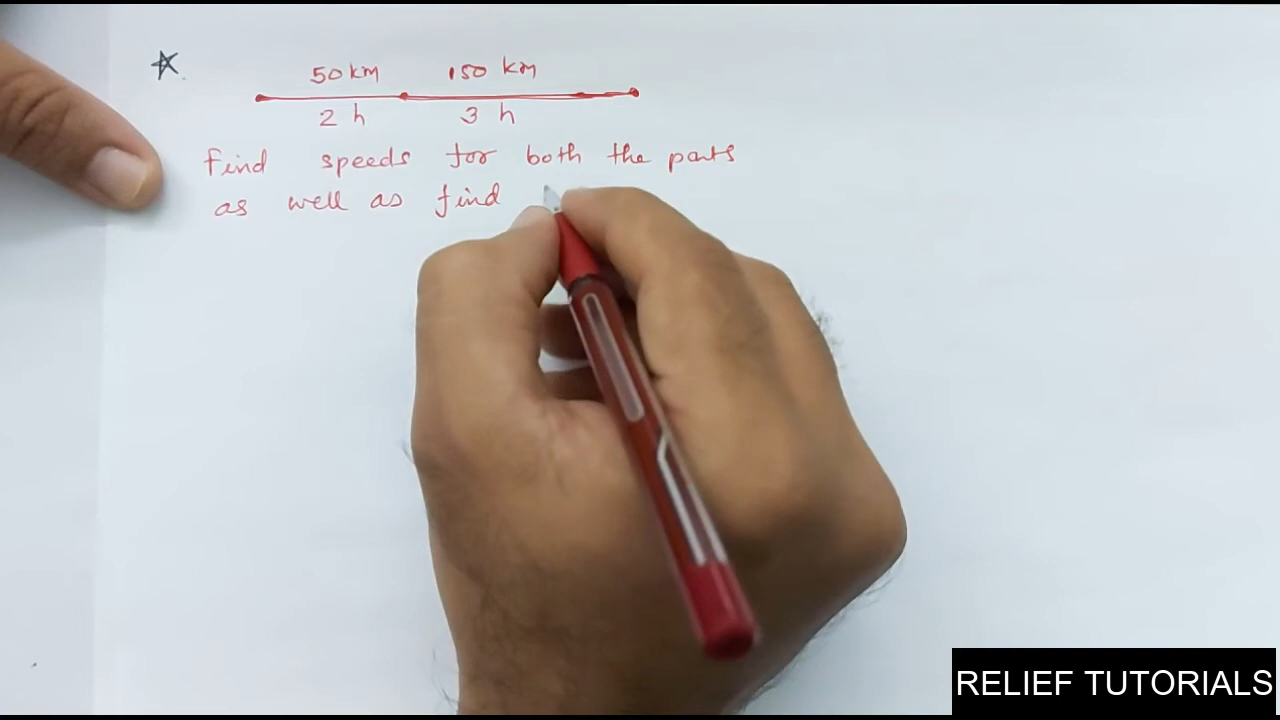 50 km 150 km
2 h 3 h
Find speeds for both the parts
as well as find
RELIEF TUTORIALS